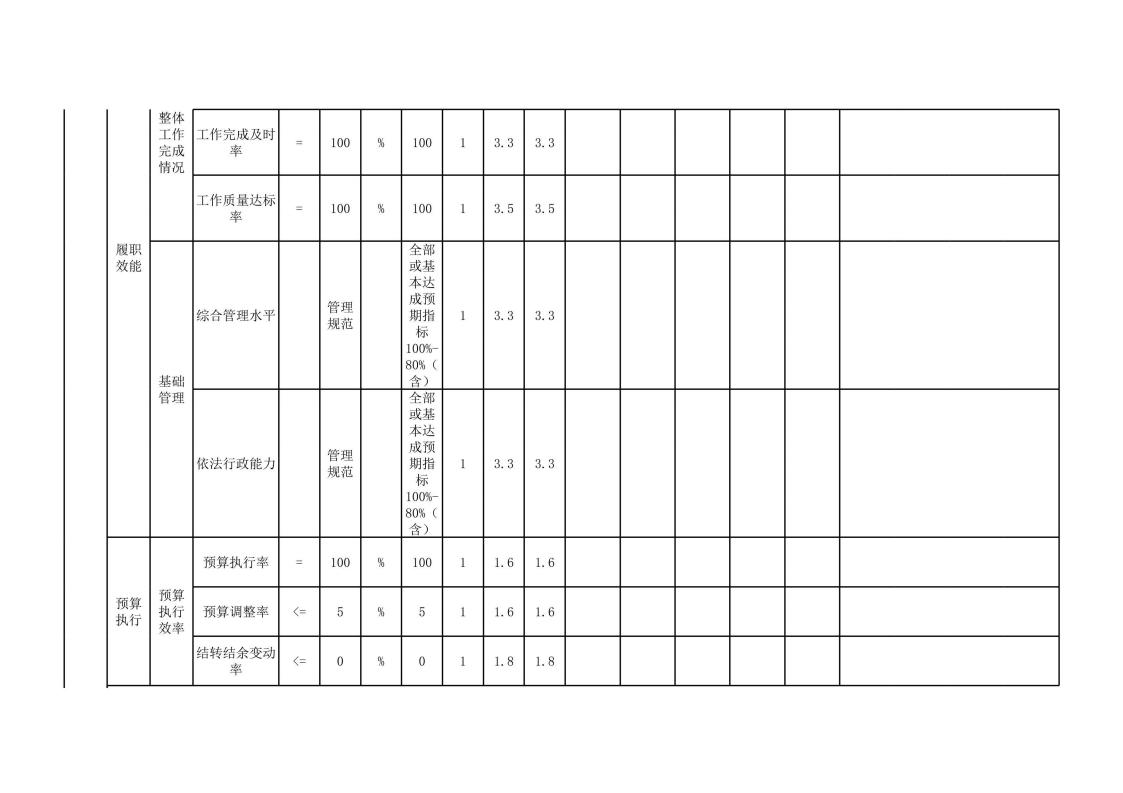 履职
效能
整体
工作
完成
情况
工作完成及时
率
=
100
%
100
1
3.3
3.3
工作质量达标
率
=
100
%
100
1
3.5
3.5
基础
管理
综合管理水平
管理
规范
全部
或基
本达
成预
期指
标
100%-
80%（
含）
1
3.3
3.3
依法行政能力
管理
规范
全部
或基
本达
成预
期指
标
100%-
80%（
含）
1
3.3
3.3
预算
执行
预算
执行
效率
预算执行率
=
100
%
100
1
1.6
1.6
预算调整率
<=
5
%
5
1
1.6
1.6
结转结余变动
率
<=
0
%
0
1
1.8
1.8